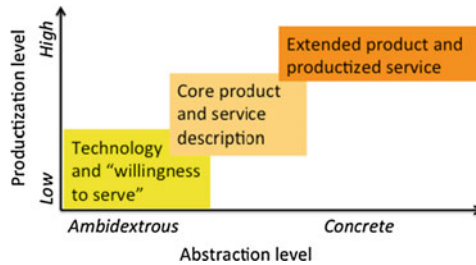 High
Productization level
Low
Extended product and
productized service
Core product
and service
description
Technology
and “willingness
to serve”
Ambidextrous
Concrete
Abstraction level